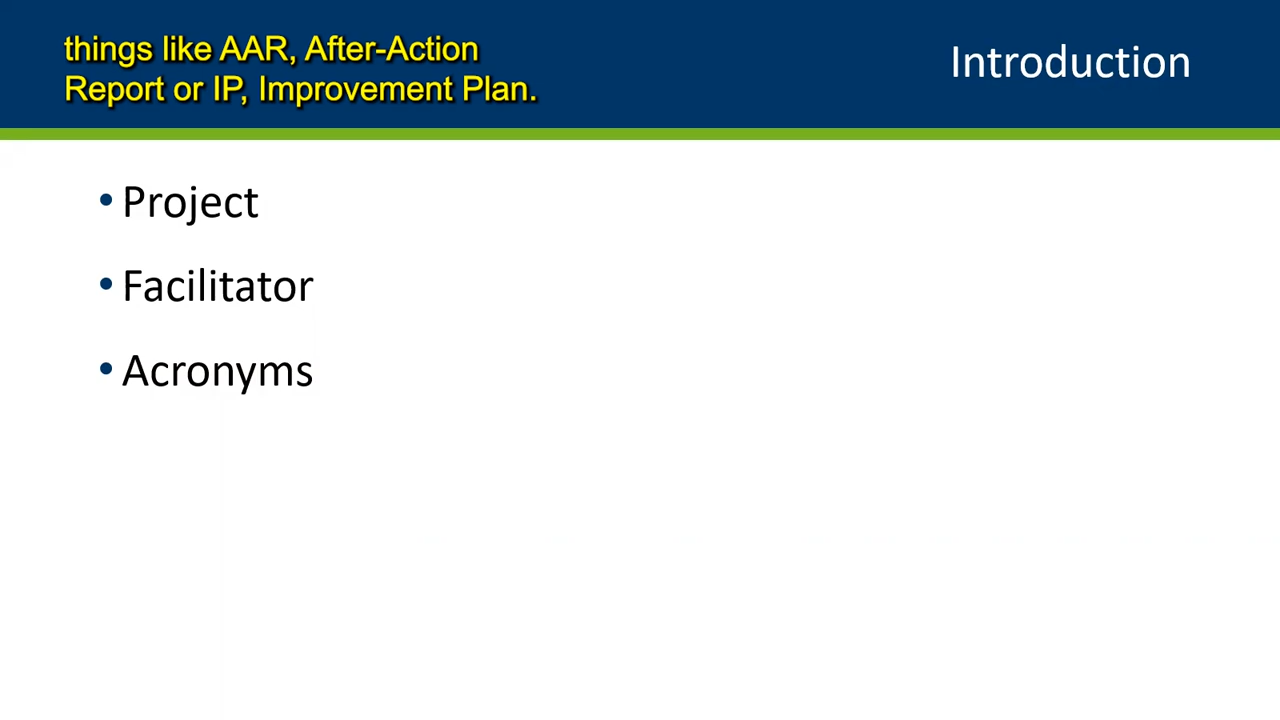 things like AAR, After-Action
Report or IP, Improvement Plan.
Introduction
• Project
• Facilitator
• Acronyms